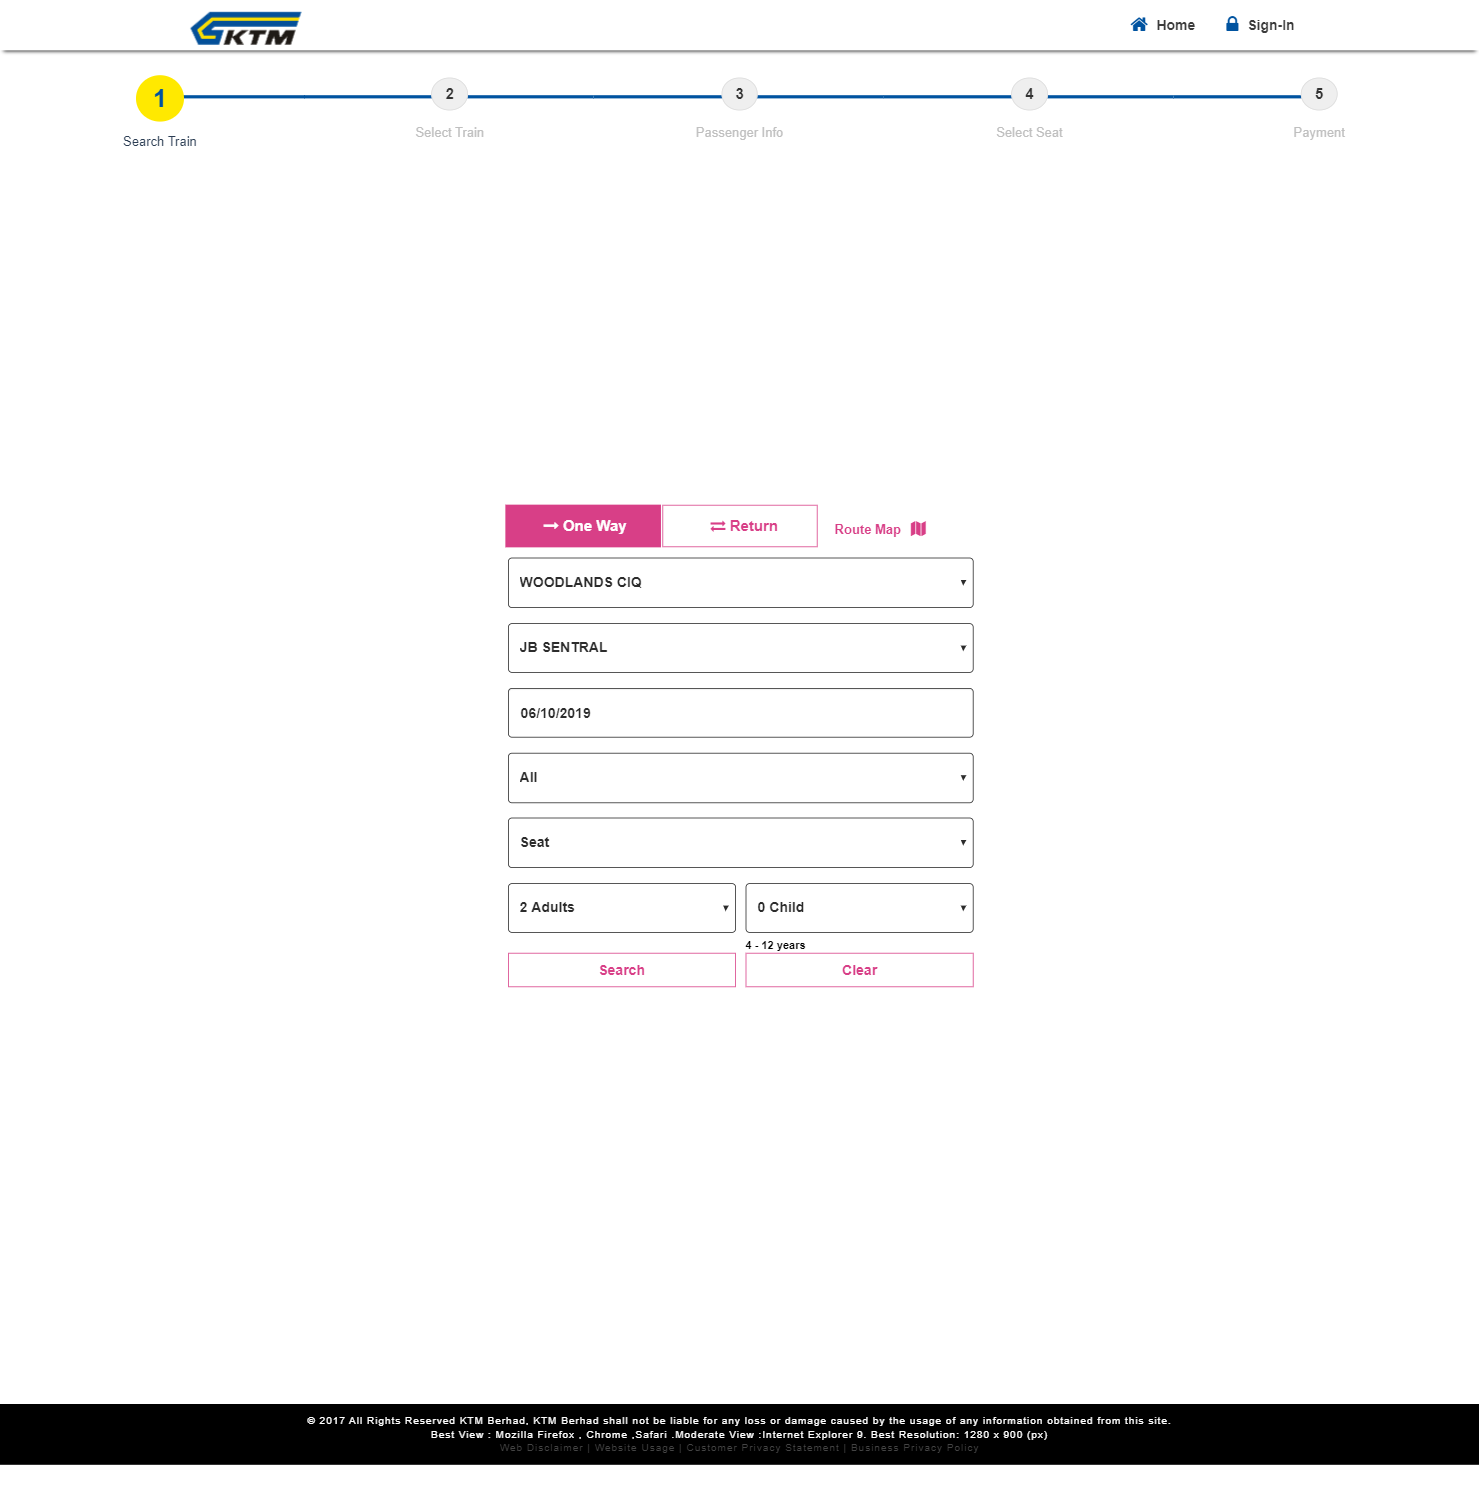 KTM
Home Sign-In
1 2 3 4 5
Search Train Select Train Passenger Info Select Seat Payment
One Way Return Route Map
WOODLANDS CIQ
JB SENTRAL
06/10/2019
All
Seat
2 Adults 0 Child
4 - 12 years
Search Clear
© 2017 All Rights Reserved KTM Berhad, KTM Berhad shall not be liable for any loss or damage caused by the usage of any information obtained from this site.
Best View : Mozilla Firefox , Chrome ,Safari .Moderate View :Internet Explorer 9. Best Resolution: 1280 x 900 (px)
Web Disclaimer | Website Usage | Customer Privacy Statement | Business Privacy Policy